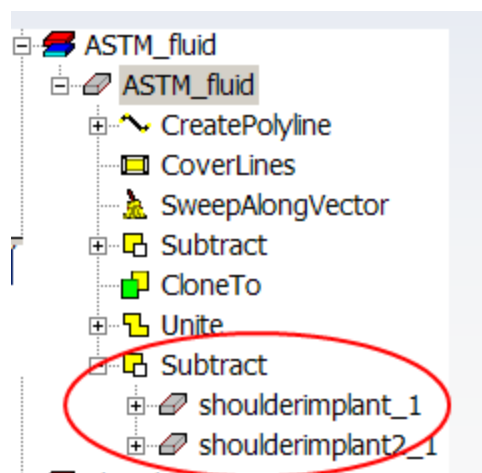 ASTM_fluid
ASTM_fluid
CreatePolyline
CoverLines
SweepAlongVector
Subtract
CloneTo
Unite
Subtract
shoulderimplant_1
shoulderimplant2_1